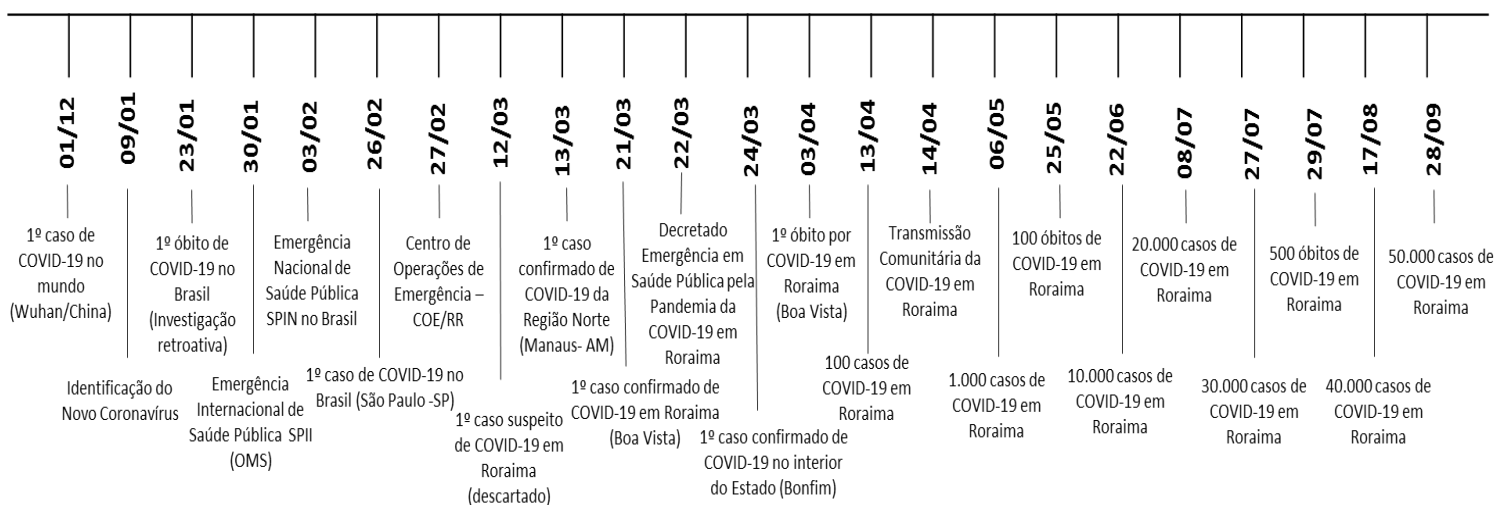 01/12
09/01
23/01
30/01
03/02
26/02
27/02
12/03
13/03
21/03
22/03
24/03
03/04
13/04
14/04
06/05
25/05
22/06
08/07
27/07
29/07
17/08
28/09
1º caso de
COVID-19 no
mundo
(Wuhan/China)
Identificação do
Novo Coronavírus
1º óbito de
COVID-19 no
Brasil
(Investigação
retroativa)
Emergência
Internacional de
Saúde Pública SPII
(OMS)
Emergência
Nacional de
Saúde Pública
SPIN no Brasil
1º caso de COVID-19 no
Brasil (São Paulo -SP)
Centro de
Operações de
Emergência –
COE/RR
1º caso suspeito
de COVID-19 em
Roraima
(descartado)
1º caso
confirmado de
COVID-19 da
Região Norte
(Manaus- AM)
1º caso confirmado de
COVID-19 em Roraima
(Boa Vista)
Decretado
Emergência em
Saúde Pública pela
Pandemia da
COVID-19 em
Roraima
1º caso confirmado de
COVID-19 no interior
do Estado (Bonfim)
1º óbito por
COVID-19 em
Roraima
(Boa Vista)
100 casos de
COVID-19 em
Roraima
Transmissão
Comunitária da
COVID-19 em
Roraima
1.000 casos de
COVID-19 em
Roraima
100 óbitos de
COVID-19 em
Roraima
10.000 casos de
COVID-19 em
Roraima
20.000 casos de
COVID-19 em
Roraima
30.000 casos de
COVID-19 em
Roraima
500 óbitos de
COVID-19 em
Roraima
40.000 casos de
COVID-19 em
Roraima
50.000 casos de
COVID-19 em
Roraima